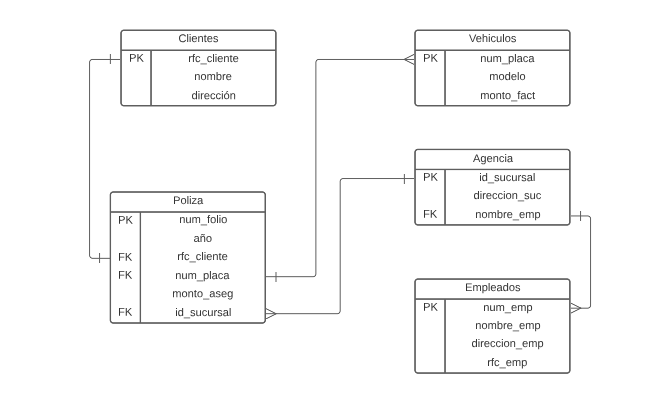 Clientes
PK rfc_cliente
nombre
dirección
Vehiculos
PK num_placa
modelo
monto_fact
Agencia
PK id_sucursal
direccion_suc
FK nombre_emp
Poliza
PK num_folio
año
FK rfc_cliente
FK num_placa
monto_aseg
FK id_sucursal
Empleados
PK num_emp
nombre_emp
direccion_emp
rfc_emp